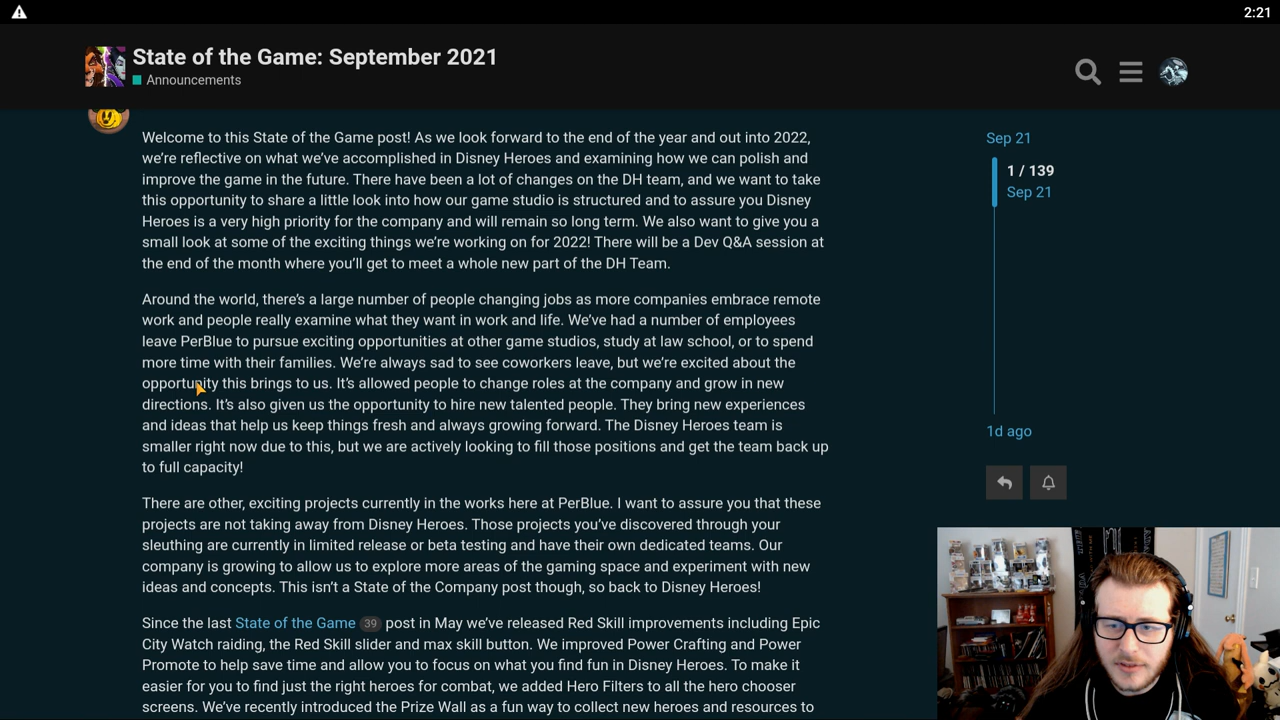 2:21
State of the Game: September 2021
Announcements
Welcome to this State of the Game post! As we look forward to the end of the year and out into 2022,
we're reflective on what we've accomplished in Disney Heroes and examining how we can polish and
improve the game in the future. There have been a lot of changes on the DH team, and we want to take
this opportunity to share a little look into how our game studio is structured and to assure you Disney
Heroes is a very high priority for the company and will remain so long term. We also want to give you a
small look at some of the exciting things we're working on for 2022! There will be a Dev Q&A session at
the end of the month where you'll get to meet a whole new part of the DH Team.
Around the world, there's a large number of people changing jobs as more companies embrace remote
work and people really examine what they want in work and life. We've had a number of employees
leave PerBlue to pursue exciting opportunities at other game studios, study at law school, or to spend
more time with their families. We're always sad to see coworkers leave, but we're excited about the
opportunity this brings to us. It's allowed people to change roles at the company and grow in new
directions. It's also given us the opportunity to hire new talented people. They bring new experiences
and ideas that help us keep things fresh and always growing forward. The Disney Heroes team is
smaller right now due to this, but we are actively looking to fill those positions and get the team back up
to full capacity!
There are other, exciting projects currently in the works here at PerBlue. I want to assure you that these
projects are not taking away from Disney Heroes. Those projects you've discovered through your
sleuthing are currently in limited release or beta testing and have their own dedicated teams. Our
company is growing to allow us to explore more areas of the gaming space and experiment with new
ideas and concepts. This isn't a State of the Company post though, so back to Disney Heroes!
Since the last State of the Game 39 post in May we've released Red Skill improvements including Epic
City Watch raiding, the Red Skill slider and max skill button. We improved Power Crafting and Power
Promote to help save time and allow you to focus on what you find fun in Disney Heroes. To make it
easier for you to find just the right heroes for combat, we added Hero Filters to all the hero chooser
screens. We've recently introduced the Prize Wall as a fun way to collect new heroes and resources to
Sep 21
1 / 139
Sep 21
1d ago